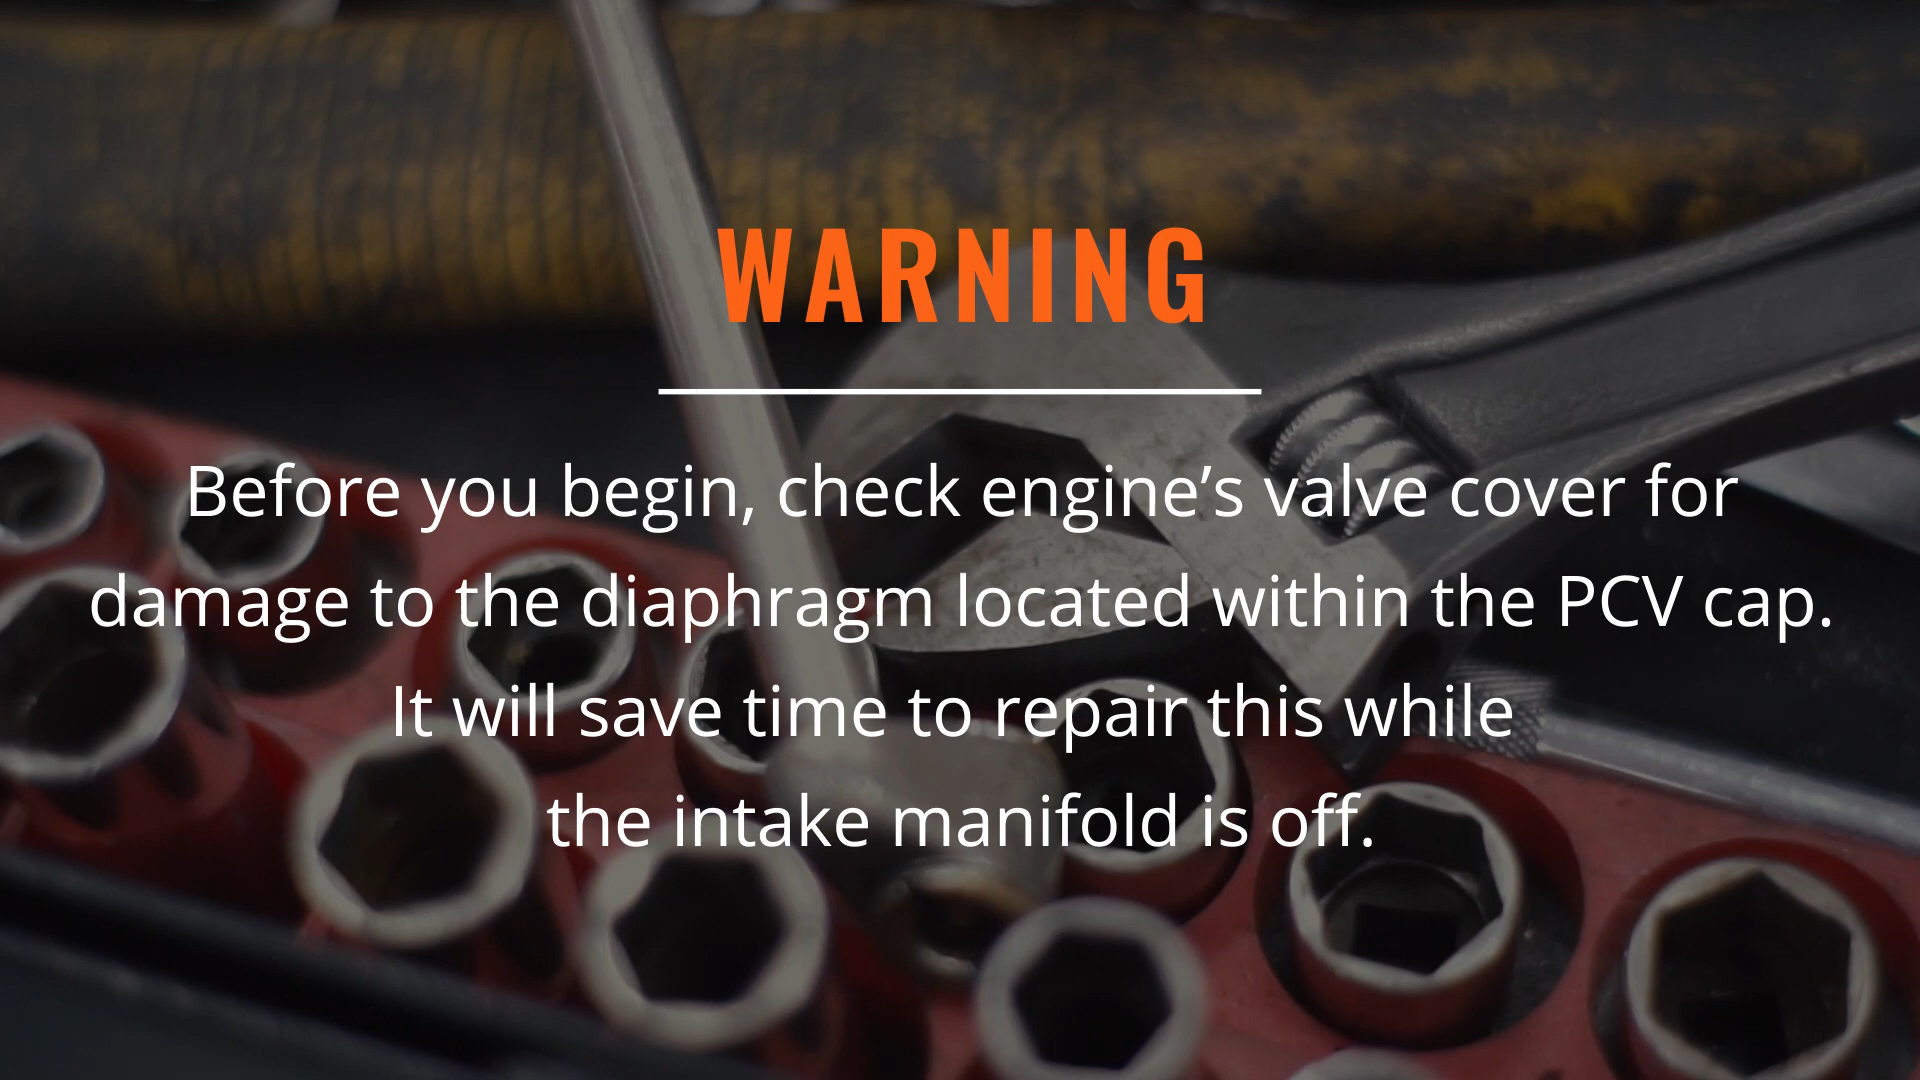 WARNING
Before you begin, check engine’s valve cover for
damage to the diaphragm located within the PCV cap.
It will save time to repair this while
the intake manifold is off.